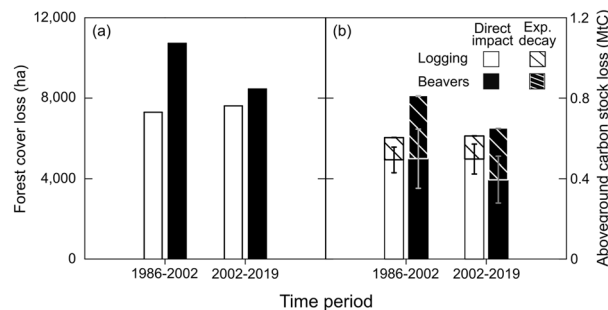 12,000
8,000
4,000
0
Forest cover loss (ha)
(a)
1986-2002
2002-2019
(b)
Direct impact
Exp. decay
Logging
Beavers
1986-2002
2002-2019
1.2
0.8
0.4
0
Aboveground carbon stock loss (MtC)
Time period